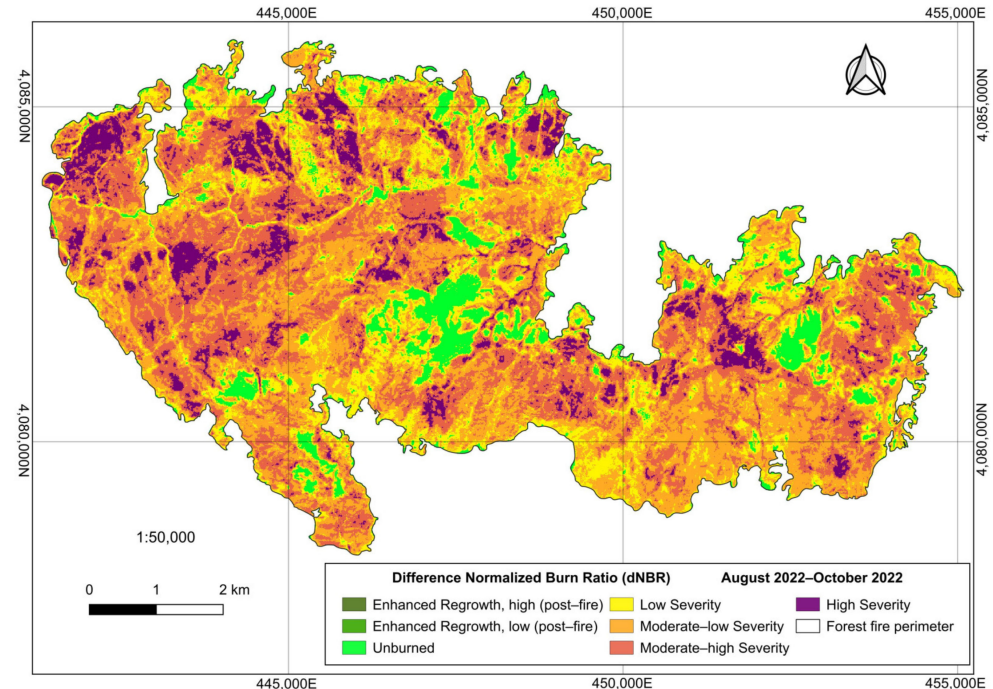 445,000E 450,000E 455,000E
4,085,000N 4,085,000N
4,080,000N 4,080,000N
1:50,000
0 1 2 km
Difference Normalized Burn Ratio (dNBR) August 2022–October 2022
Enhanced Regrowth, high (post–fire) Low Severity High Severity
Enhanced Regrowth, low (post–fire) Moderate–low Severity Forest fire perimeter
Unburned Moderate–high Severity
445,000E 450,000E 455,000E